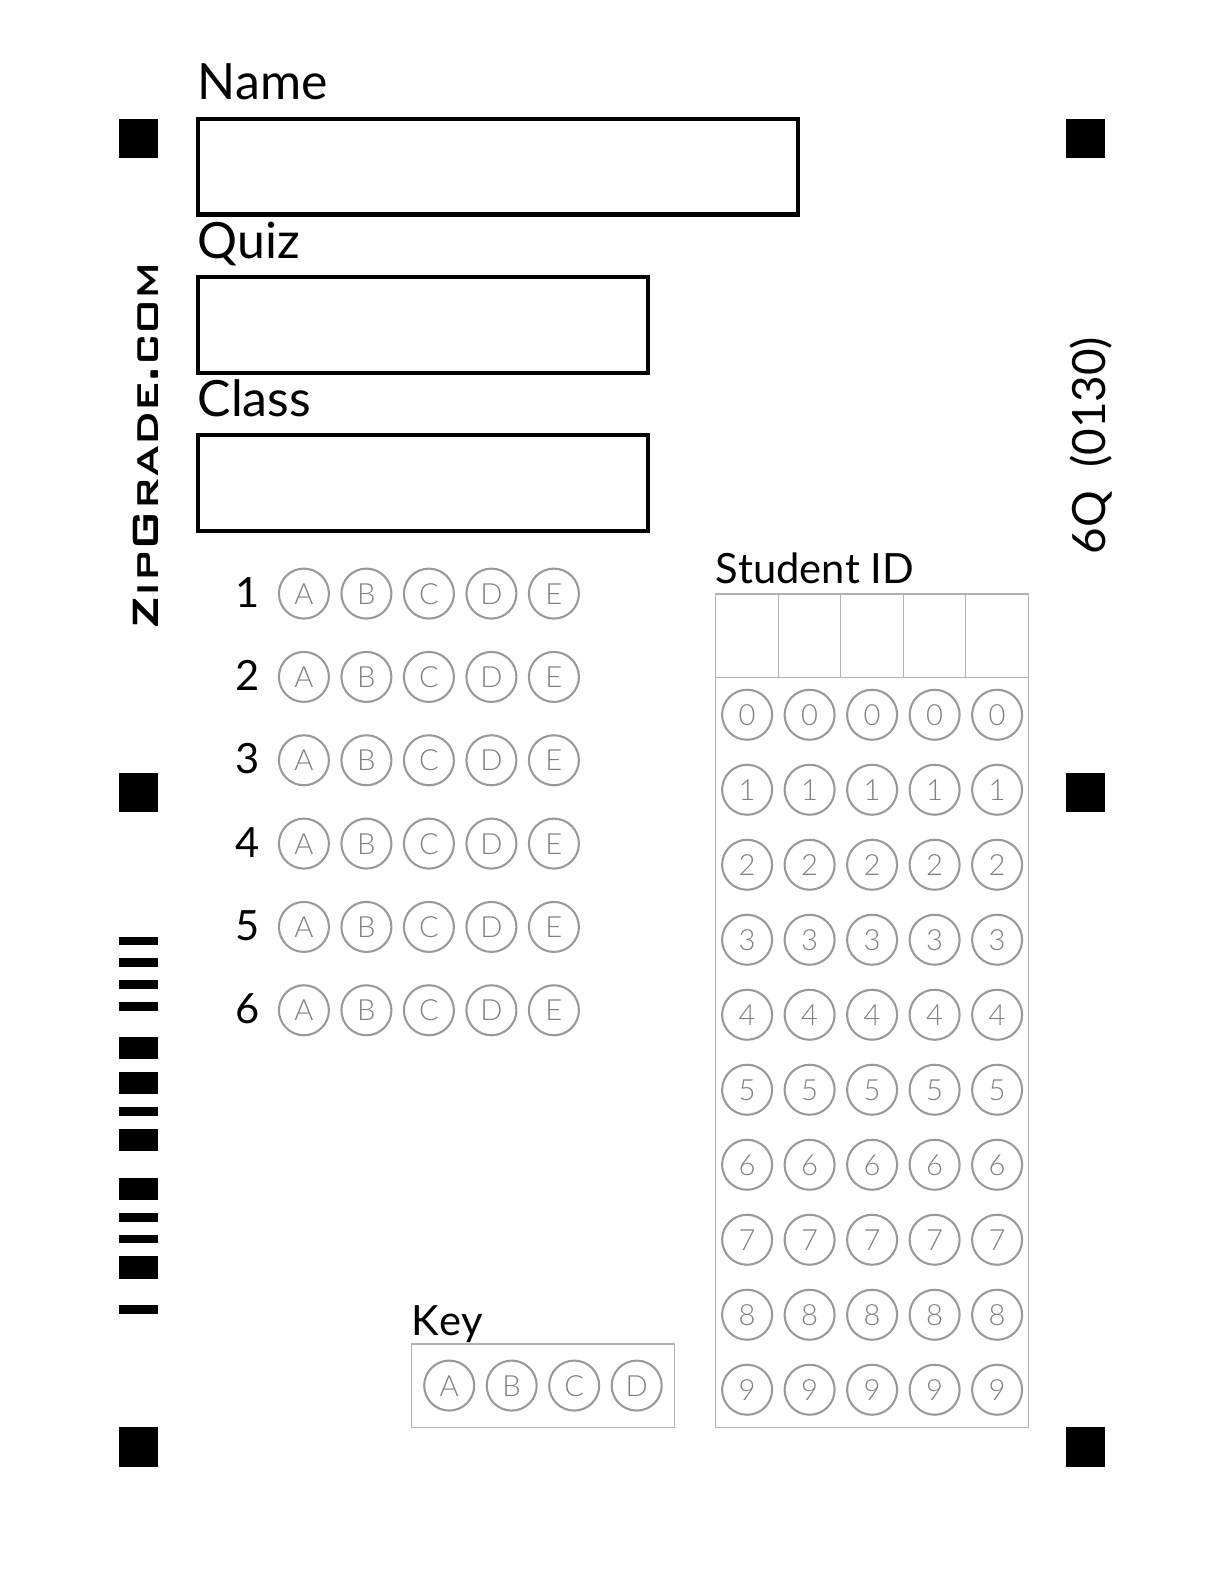 Name
Quiz
Class
ZipGrade.com
6Q (0130)
1 A B C D E
2 A B C D E
3 A B C D E
4 A B C D E
5 A B C D E
6 A B C D E
Student ID
0 0 0 0 0
1 1 1 1 1
2 2 2 2 2
3 3 3 3 3
4 4 4 4 4
5 5 5 5 5
6 6 6 6 6
7 7 7 7 7
8 8 8 8 8
9 9 9 9 9
Key
A B C D